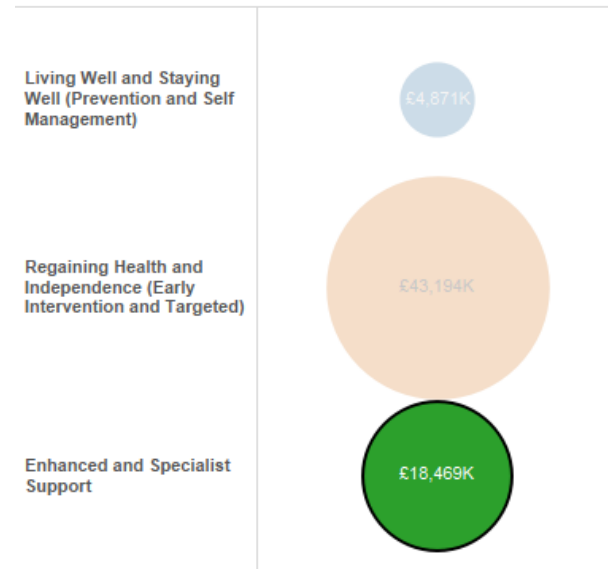 Living Well and Staying
Well (Prevention and Self
Management)
£4,871K
Regaining Health and
Independence (Early
Intervention and Targeted)
£43,194K
Enhanced and Specialist
Support
£18,469K